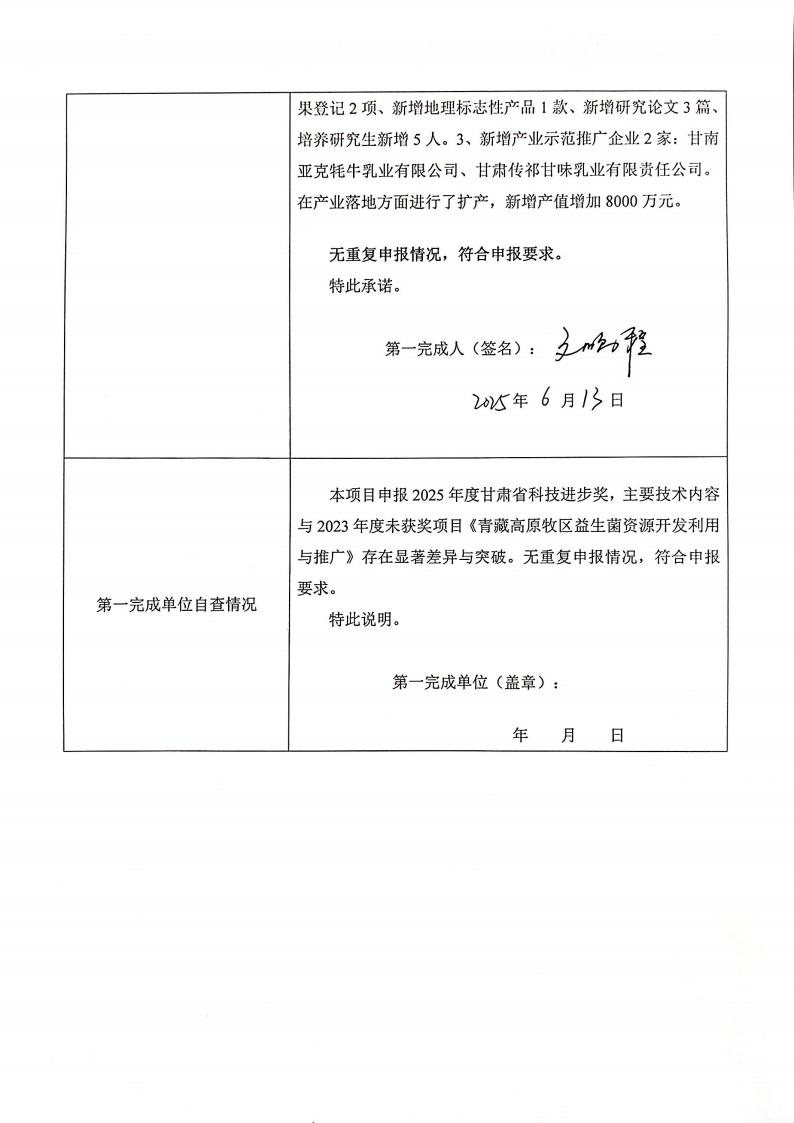 果登记 2 项、新增地理标志性产品 1 款、新增研究论文 3 篇、
培养研究生新增 5 人。3、新增产业示范推广企业 2 家：甘南
亚克牦牛乳业有限公司、甘肃传祁甘味乳业有限责任公司。
在产业落地方面进行了扩产，新增产值增加 8000 万元。
无重复申报情况，符合申报要求。
特此承诺。
第一完成人（签名）：文鹏程
2025 年 6 月 13 日
第一完成单位自查情况
本项目申报 2025 年度甘肃省科技进步奖，主要技术内容
与 2023 年度未获奖项目《青藏高原牧区益生菌资源开发利用
与推广》存在显著差异与突破。无重复申报情况，符合申报
要求。
特此说明。
第一完成单位（盖章）：
年 月 日